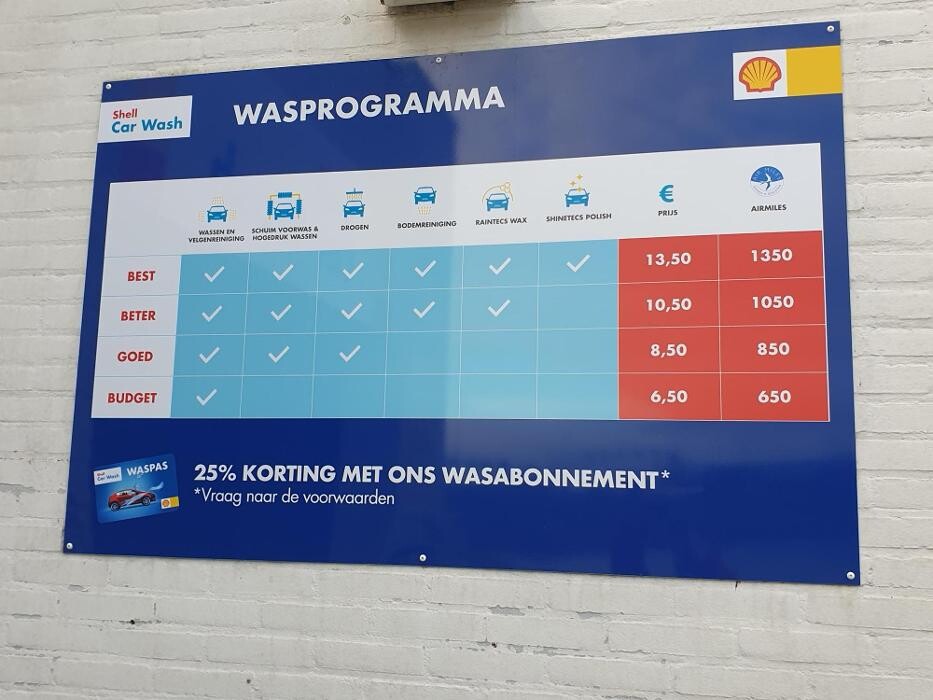 Shell
Car Wash
WASPROGRAMMA
WASSEN EN
VELGENREINIGING
SCHUIM VOORWAS &
HOGEDRUK WASSEN
DROGEN
BODEMREINIGING
RAINTECS WAX
SHINETECS POLISH
€
PRIJS
AIRMILES
BEST 13,50 1350
BETER 10,50 1050
GOED 8,50 850
BUDGET 6,50 650
Shell
Car Wash
WASPAS
25% KORTING MET ONS WASABONNEMENT*
*Vraag naar de voorwaarden